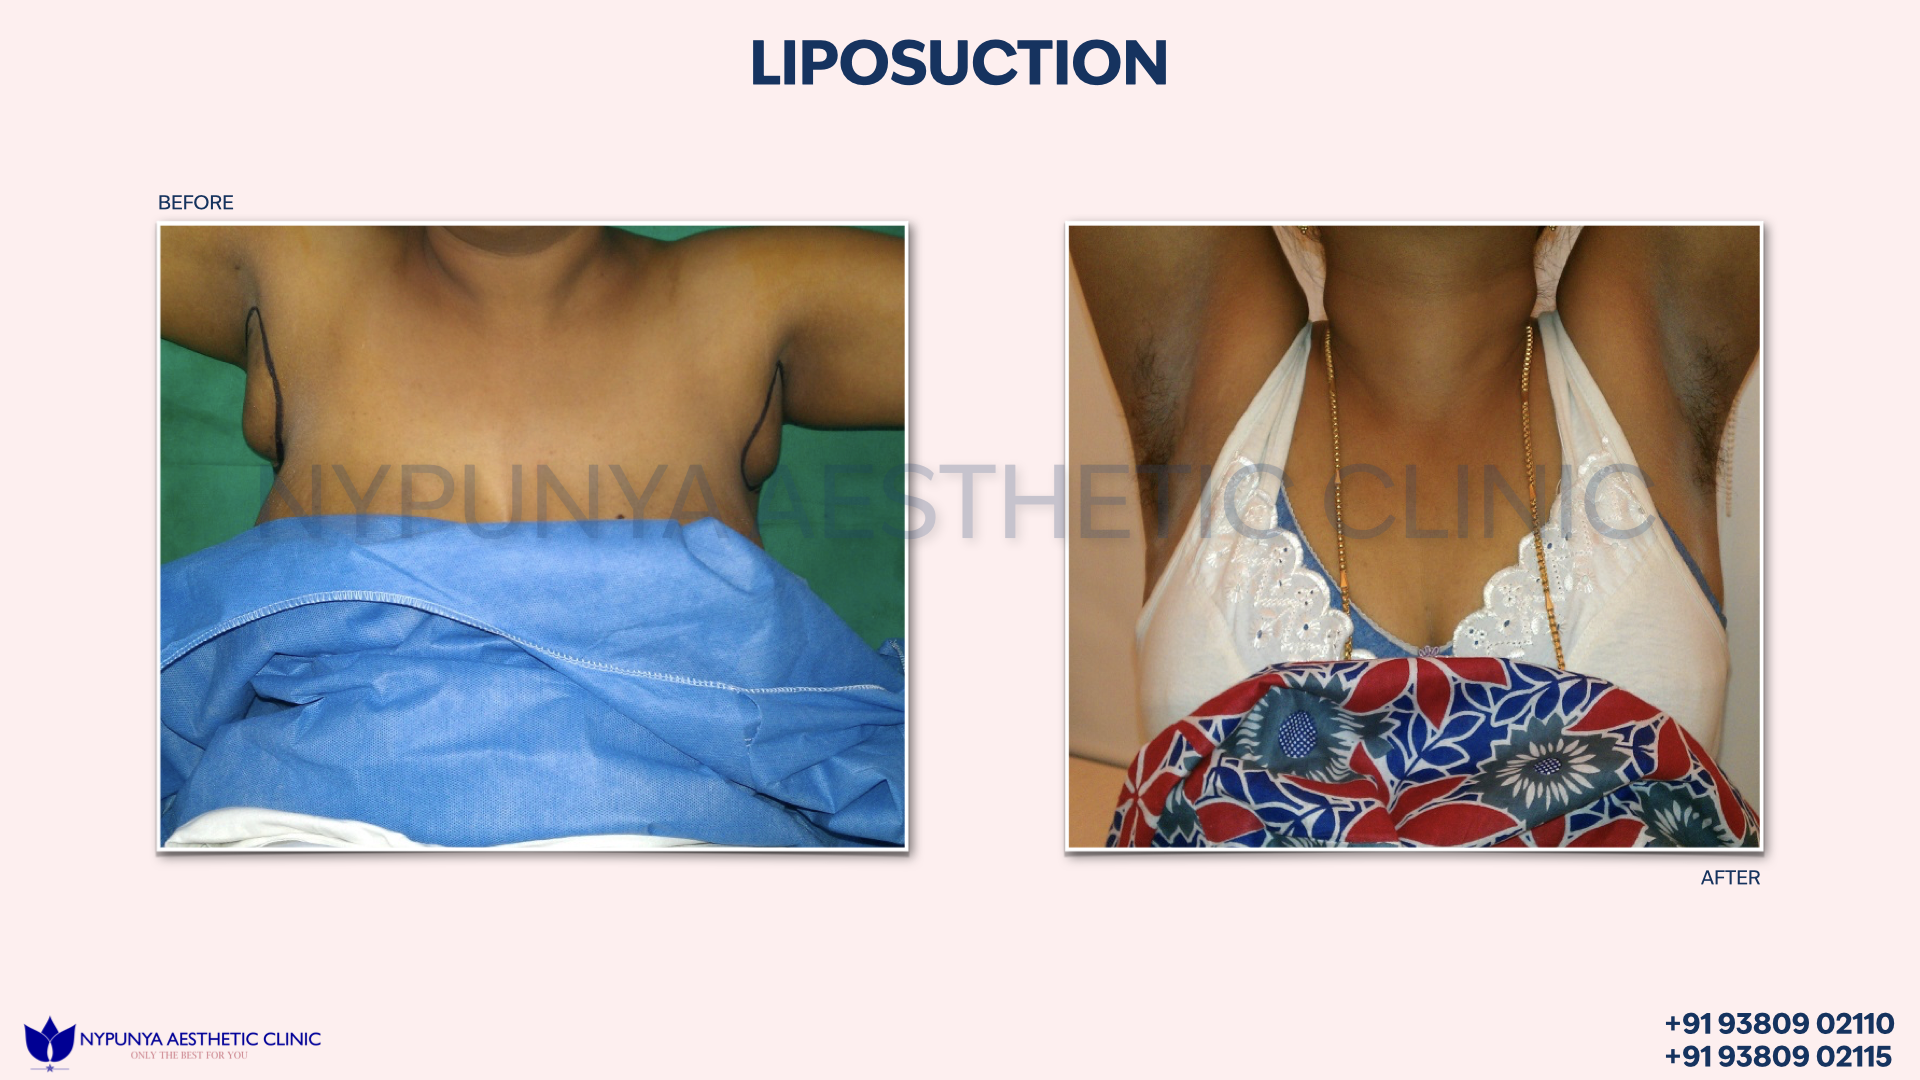 LIPOSUCTION
BEFORE
NYPUNYA AESTHETIC CLINIC
AFTER
NYPUNYA AESTHETIC CLINIC
ONLY THE BEST FOR YOU
+91 93809 02110
+91 93809 02115